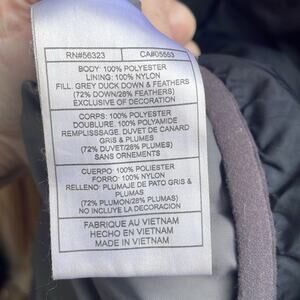 RN#56323 CA#05553
BODY: 100% POLYESTER
LINING: 100% NYLON
FILL. GREY DUCK DOWN & FEATHERS
(72% DOWN/28% FEATHERS)
EXCLUSIVE OF DECORATION
CORPS: 100% POLYESTER
DOUBLURE. 100% POLYAMIDE
REMPLISSAGE. DUVET DE CANARD
GRiS & PLUMES
(72% DUVET/28% PLUMES)
SANS ORNEMENTS
CUERPO: 100% POLIESTER
FORRO: 100% NYLON
RELLENO: PLUMAJE DE PATO GRIS &
PLUMAS
(72% PLUMON/28% PLUMAS)
NO INCLUYE LA DECORACION
FABRIQUE AU VIETNAM
HECHO EN VIETNAM
MADE IN VIETNAM